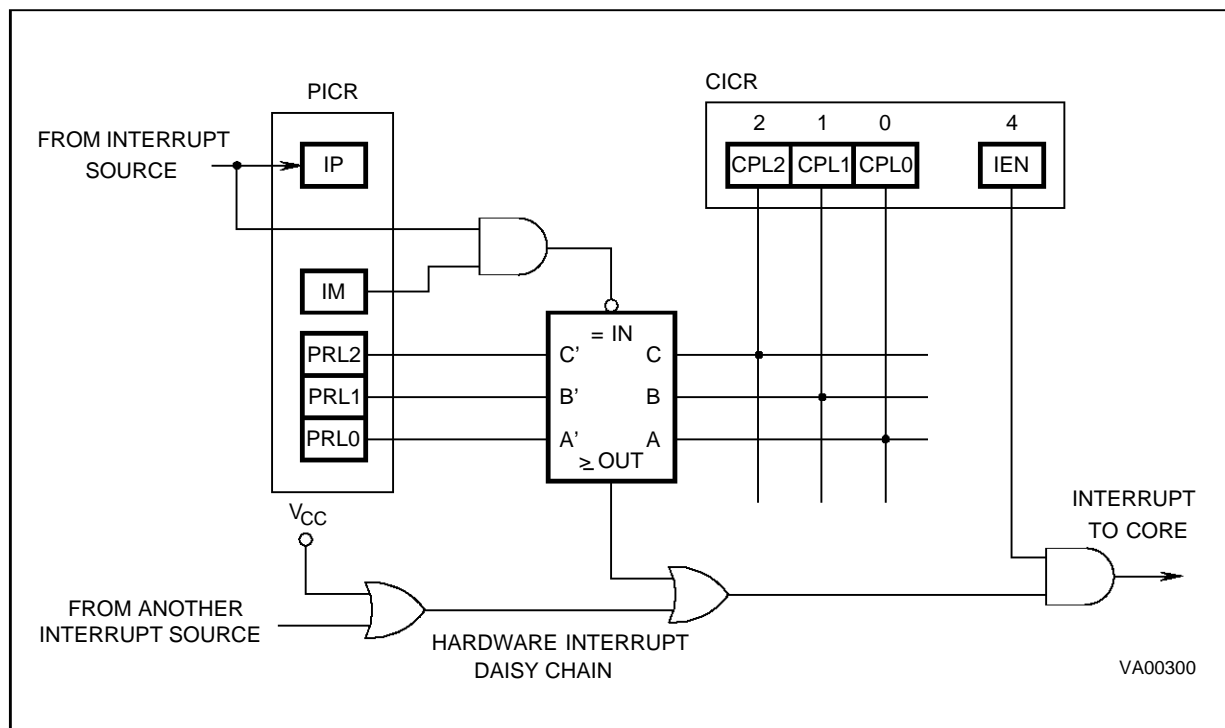 PICR
CICR
FROM INTERRUPT
SOURCE
2 1 0 4
IP
CPL2 CPL1 CPL0 IEN
IM
= IN
PRL2 C' C
PRL1 B' B
PRL0 A' A
≥ OUT
VCC
INTERRUPT
TO CORE
FROM ANOTHER
INTERRUPT SOURCE
HARDWARE INTERRUPT
DAISY CHAIN
VA00300